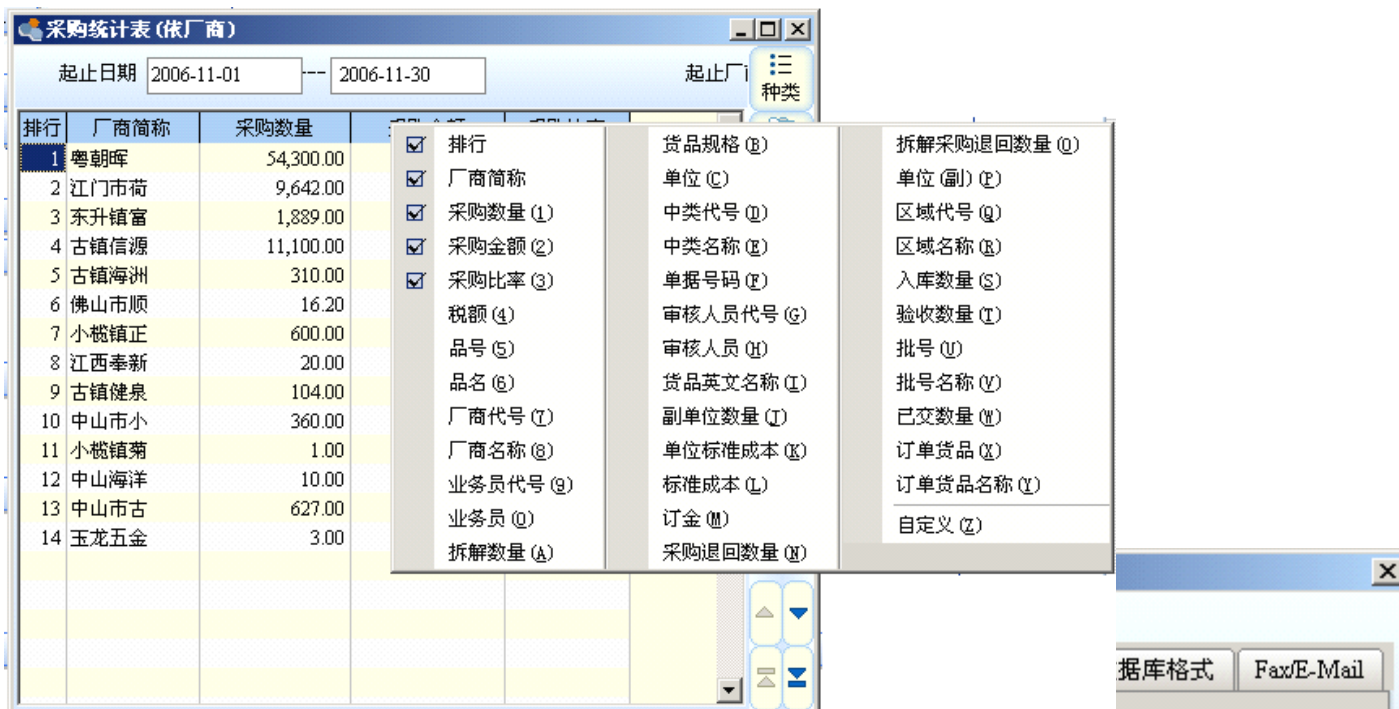 采购统计表(依厂商)
起止日期 2006-11-01 --- 2006-11-30 起止厂
种类
排行 厂商简称 采购数量
1 粤朝晖 54,300.00
2 江门市荷 9,642.00
3 东升镇富 1,889.00
4 古镇信源 11,100.00
5 古镇海洲 310.00
6 佛山市顺 16.20
7 小榄镇正 600.00
8 江西奉新 20.00
9 古镇健泉 104.00
10 中山市小 360.00
11 小榄镇菊 1.00
12 中山海洋 10.00
13 中山市古 627.00
14 玉龙五金 3.00
排行
厂商简称
采购数量(1)
采购金额(2)
采购比率(3)
税额(4)
品号(5)
品名(6)
厂商代号(7)
厂商名称(8)
业务员代号(9)
业务员(0)
拆解数量(A)
货品规格(B)
单位(C)
中类代号(D)
中类名称(E)
单据号码(F)
审核人员代号(G)
审核人员(H)
货品英文名称(I)
副单位数量(J)
单位标准成本(K)
标准成本(L)
订金(M)
采购退回数量(N)
拆解采购退回数量(O)
单位(副)(P)
区域代号(Q)
区域名称(R)
入库数量(S)
验收数量(T)
批号(U)
批号名称(V)
已交数量(W)
订单货品(X)
订单货品名称(Y)
自定义(Z)
据库格式 Fax/E-Mail